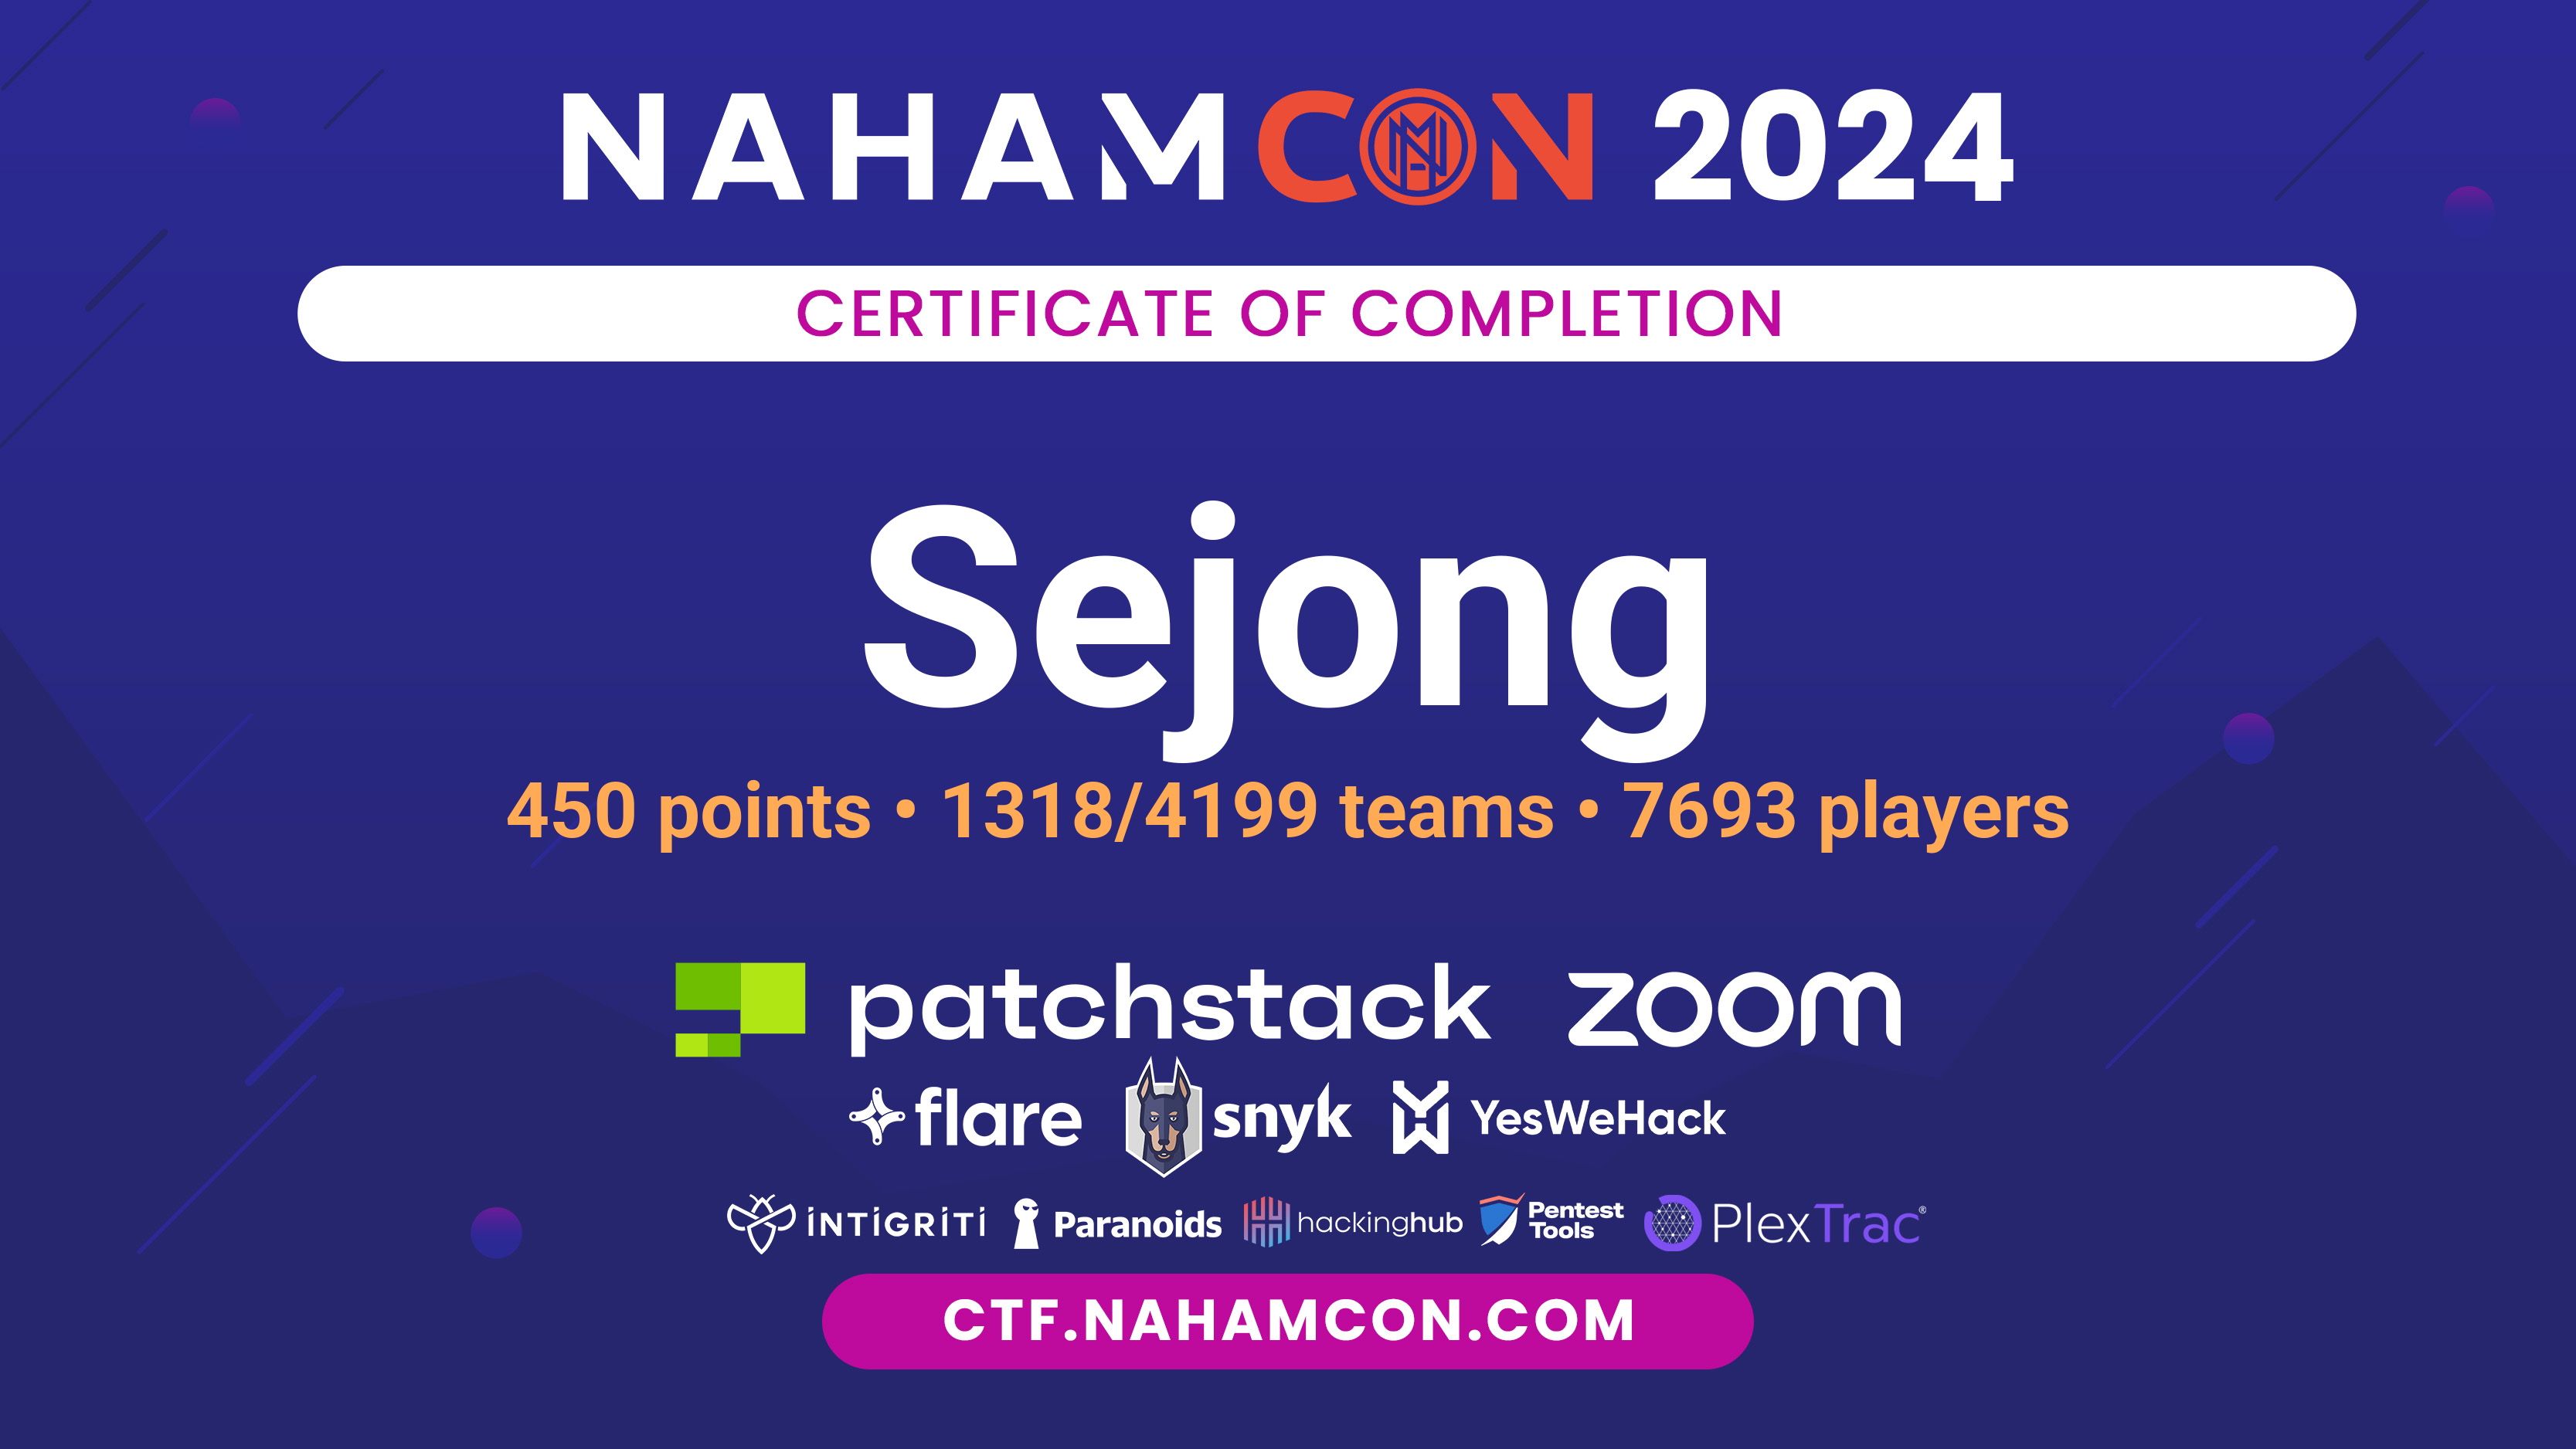 NAHAMCON 2024
CERTIFICATE OF COMPLETION
Sejong
450 points • 1318/4199 teams • 7693 players
patchstack zoom
flare snyk YesWeHack
INTIGRITI Paranoids hackinghub Pentest Tools PlexTrac®
CTF.NAHAMCON.COM